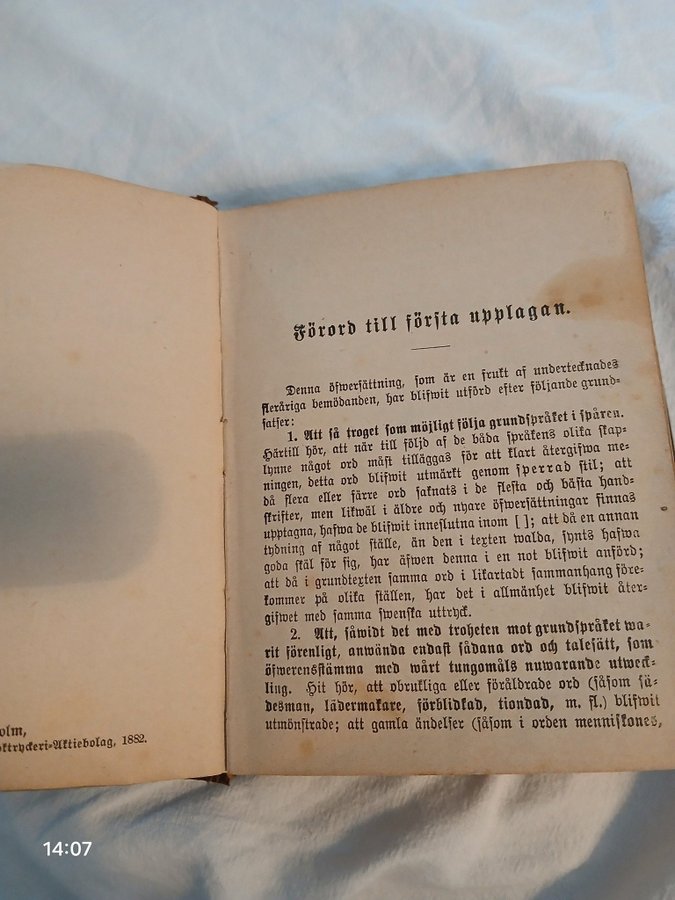 olm,
oktryckeri-Aktiebolag, 1882.
Förord till första upplagan.
Denna öfwersättning, som är en frukt af undertecknades
fleråriga bemödanden, har blifwit utförd efter följande grund-
satser:
1. Att så troget som möjligt följa grundspråket i spåren.
Härtill hör, att när till följd af de båda språkens olika skap-
lynne något ord måst tilläggas för att klart återgifwa me-
ningen, detta ord blifwit utmärkt genom sperrad stil; att
då flera eller färre ord saknats i de flesta och bästa hand-
skrifter, men likwäl i äldre och nyare öfwersättningar finnas
upptagna, hafwa de blifwit inneslutna inom [ ]; att då en annan
tydning af något ställe, än den i texten walda, synts hafwa
goda skäl för sig, har äfwen denna i en not blifwit anförd;
att då i grundtexten samma ord i likartadt sammanhang före-
kommer på olika ställen, har det i allmänhet blifwit åter-
gifwet med samma swenska uttryck.
2. Att, såwidt det med troheten mot grundspråket wa-
rit förenligt, använda endast sådana ord och talesätt, som
öfwerensstämma med wårt tungomåls nuwarande utweck-
ling. Hit hör, att obrukliga eller föråldrade ord (såsom sä-
desman, lädermakare, förblidkad, tiondad, m. fl.) blifwit
utmönstrade; att gamla ändelser (såsom i orden menniskones,
14:07